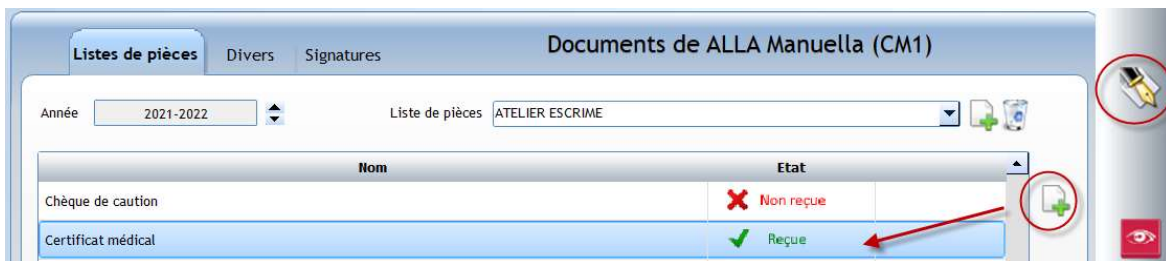 Listes de pièces Divers Signatures Documents de ALLA Manuella (CM1)
Année 2021-2022 Liste de pièces ATELIER ESCRIME
Nom Etat
Chèque de caution Non reçue
Certificat médical Reçue